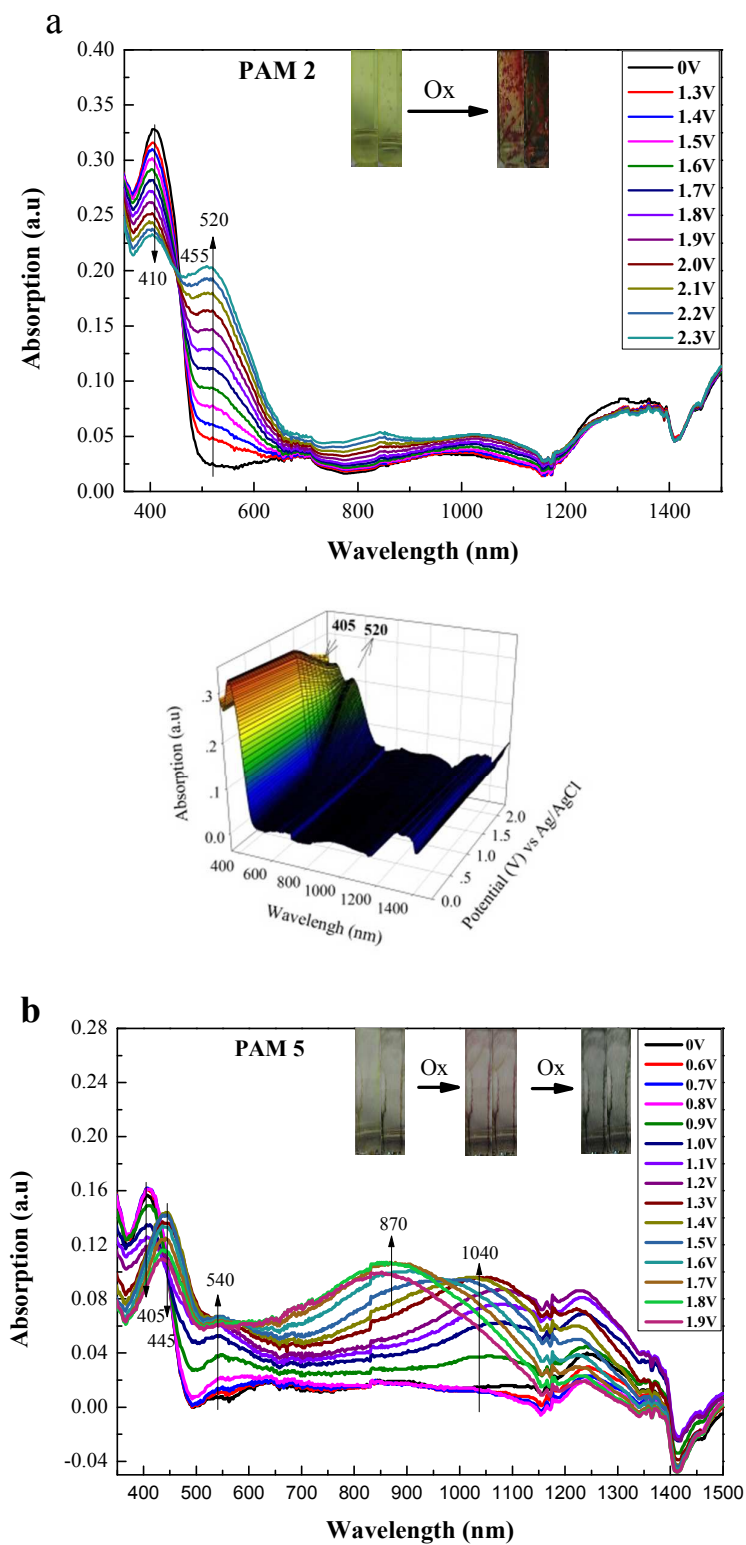 a
PAM 2
Ox
0V
1.3V
1.4V
1.5V
1.6V
1.7V
1.8V
1.9V
2.0V
2.1V
2.2V
2.3V
520
455
410
0.40
0.35
0.30
0.25
0.20
0.15
0.10
0.05
0.00
Absorption (a.u)
400 600 800 1000 1200 1400
Wavelength (nm)
405 520
.3
.2
.1
0.0
Absorption (a.u)
400 600 800 1000 1200 1400
Wavelengh (nm)
0.0 .5 1.0 1.5 2.0
Potential (V) vs Ag/AgCl
b
PAM 5
Ox Ox
0V
0.6V
0.7V
0.8V
0.9V
1.0V
1.1V
1.2V
1.3V
1.4V
1.5V
1.6V
1.7V
1.8V
1.9V
870
1040
540
405
445
0.28
0.24
0.20
0.16
0.12
0.08
0.04
0.00
-0.04
Absorption (a.u)
400 500 600 700 800 900 1000 1100 1200 1300 1400 1500
Wavelength (nm)